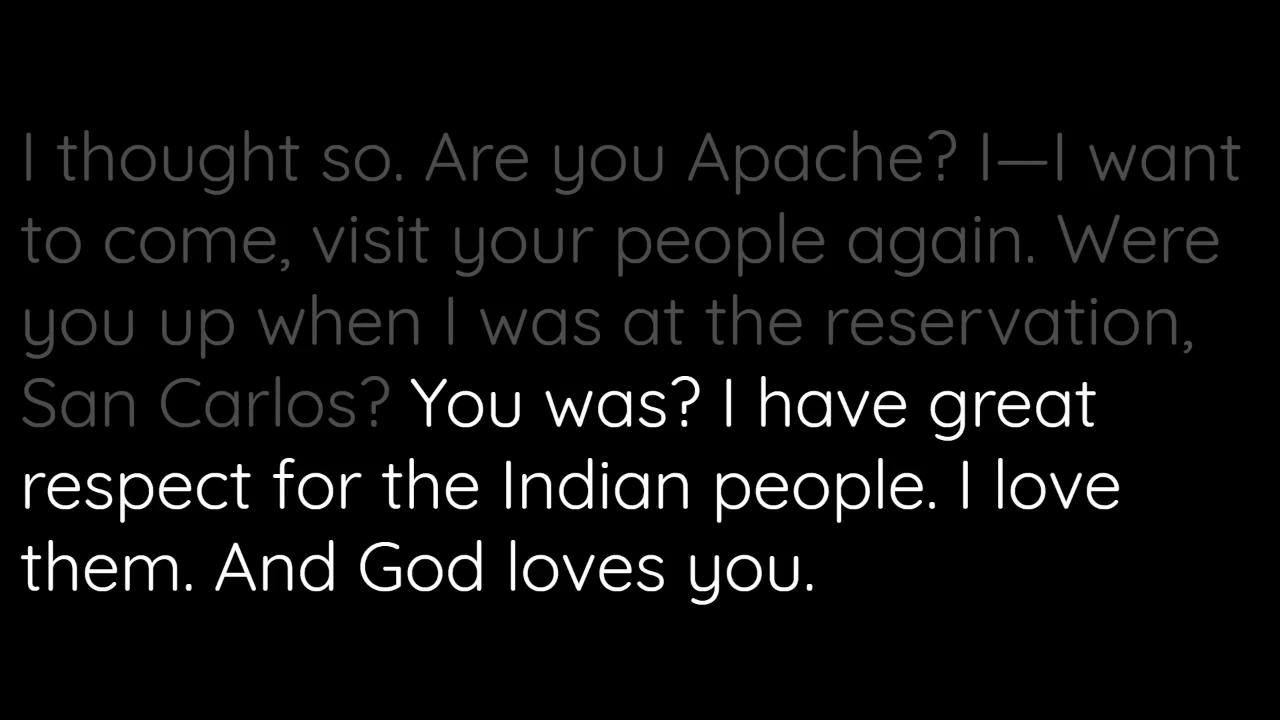 I thought so. Are you Apache? I—I want
to come, visit your people again. Were
you up when I was at the reservation,
San Carlos? You was? I have great
respect for the Indian people. I love
them. And God loves you.